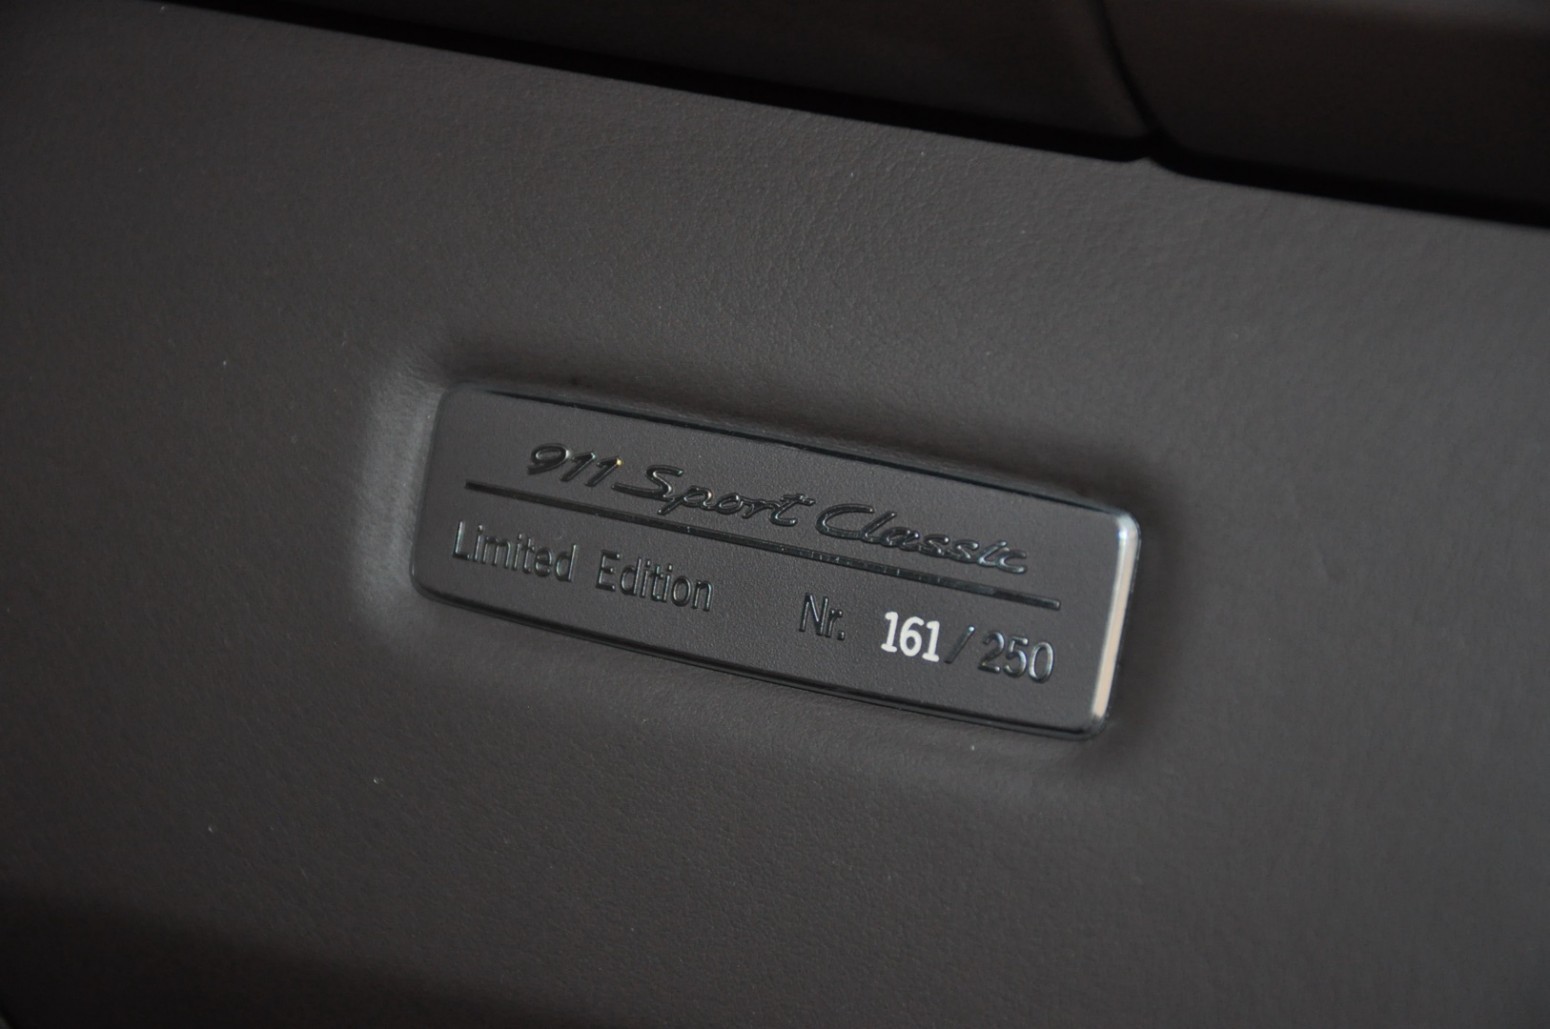 911 Sport Classic
Limited Edition Nr. 161/250